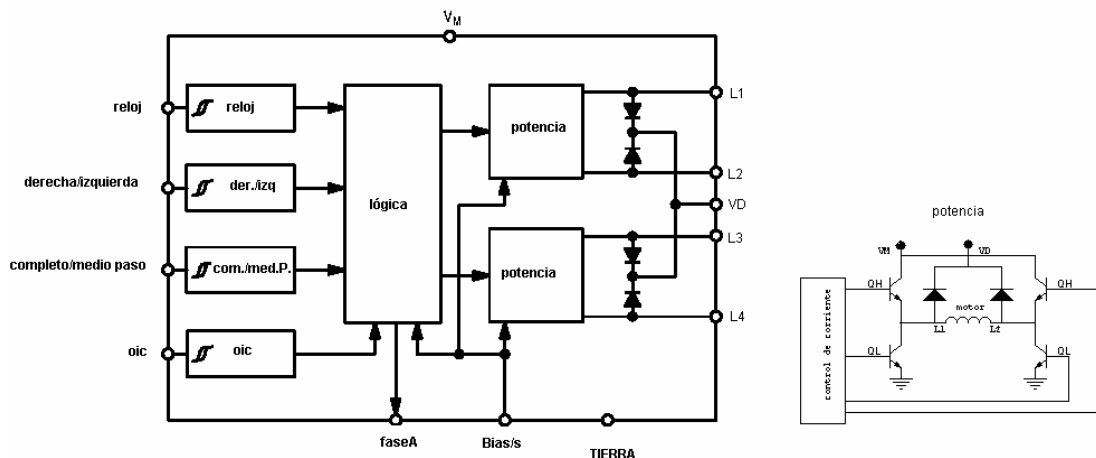 VM
reloj
reloj
potencia
L1
derecha/izquierda
der./izq
lógica
L2
VD
completo/medio paso
com./med.P.
potencia
L3
L4
oic
oic
faseA
Bias/s
TIERRA
potencia
VM
VD
QH
QH
motor
L1
Lt
QL
QL
control de corriente